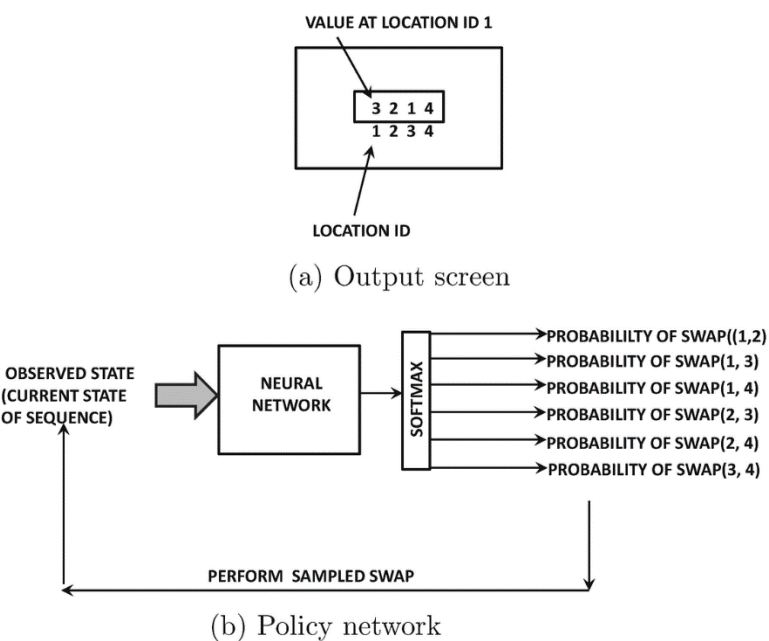 VALUE AT LOCATION ID 1
3 2 1 4
1 2 3 4
LOCATION ID
(a) Output screen
OBSERVED STATE
(CURRENT STATE
OF SEQUENCE)
NEURAL
NETWORK
SOFTMAX
PROBABILILTY OF SWAP((1,2)
PROBABILITY OF SWAP(1, 3)
PROBABILITY OF SWAP(1, 4)
PROBABILITY OF SWAP(2, 3)
PROBABILITY OF SWAP(2, 4)
PROBABILITY OF SWAP(3, 4)
PERFORM SAMPLED SWAP
(b) Policy network